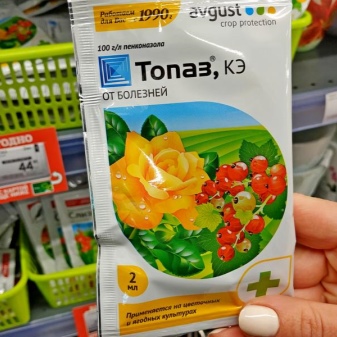 Работаем
для Вас с 1990 г.
avgust
crop protection
100 г/л пенконазола
Топаз®, КЭ
ОТ БОЛЕЗНЕЙ
2
мл
Применяется на цветочных
и ягодных культурах
44